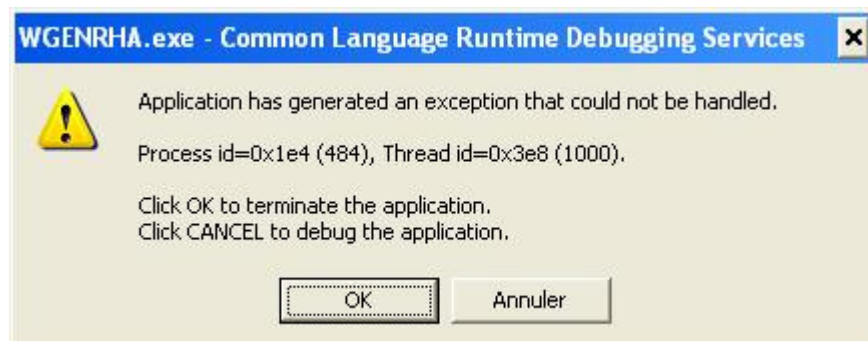 WGENRHA.exe - Common Language Runtime Debugging Services
Application has generated an exception that could not be handled.
Process id=0x1e4 (484), Thread id=0x3e8 (1000).
Click OK to terminate the application.
Click CANCEL to debug the application.
OK Annuler